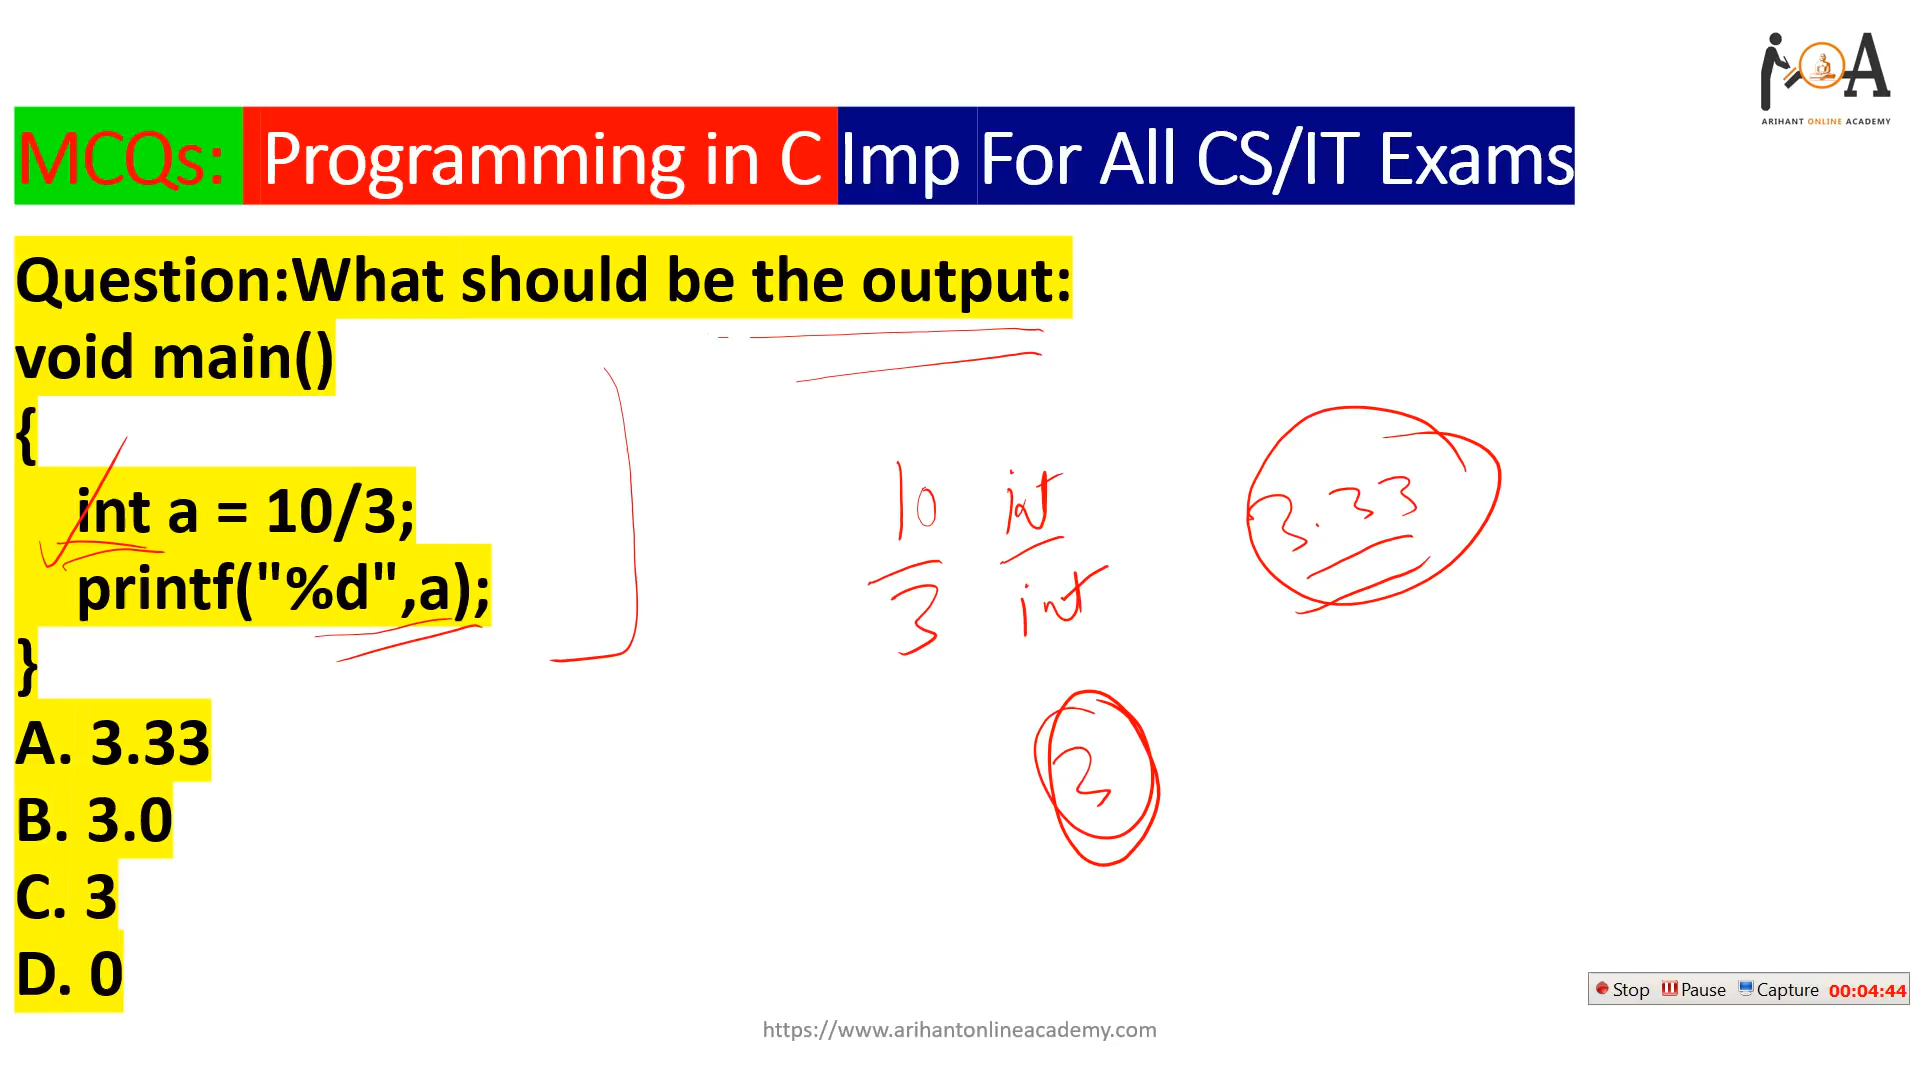 ARIHANT ONLINE ACADEMY
MCQs: Programming in C Imp For All CS/IT Exams
Question:What should be the output:
void main()
{
int a = 10/3;
printf("%d",a);
}
A. 3.33
B. 3.0
C. 3
D. 0
10 int
3 int
3.33
3
Stop Pause Capture 00:04:44
https://www.arihantonlineacademy.com